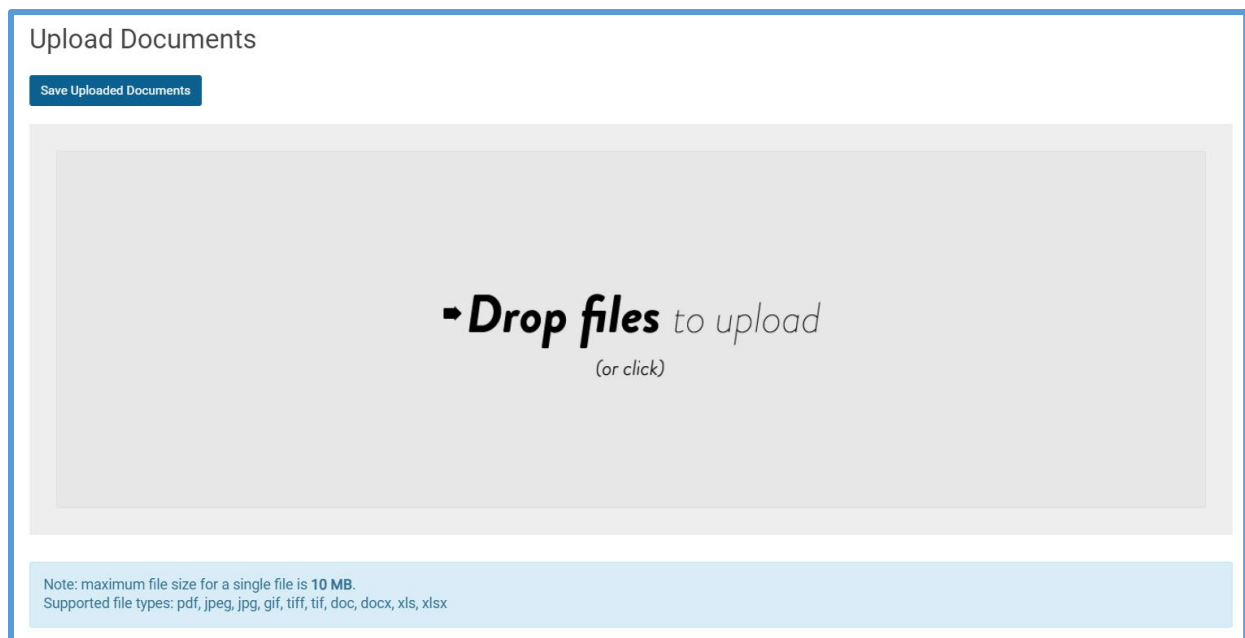 Upload Documents
Save Uploaded Documents
Drop files to upload
(or click)
Note: maximum file size for a single file is 10 MB.
Supported file types: pdf, jpeg, jpg, gif, tiff, tif, doc, docx, xls, xlsx